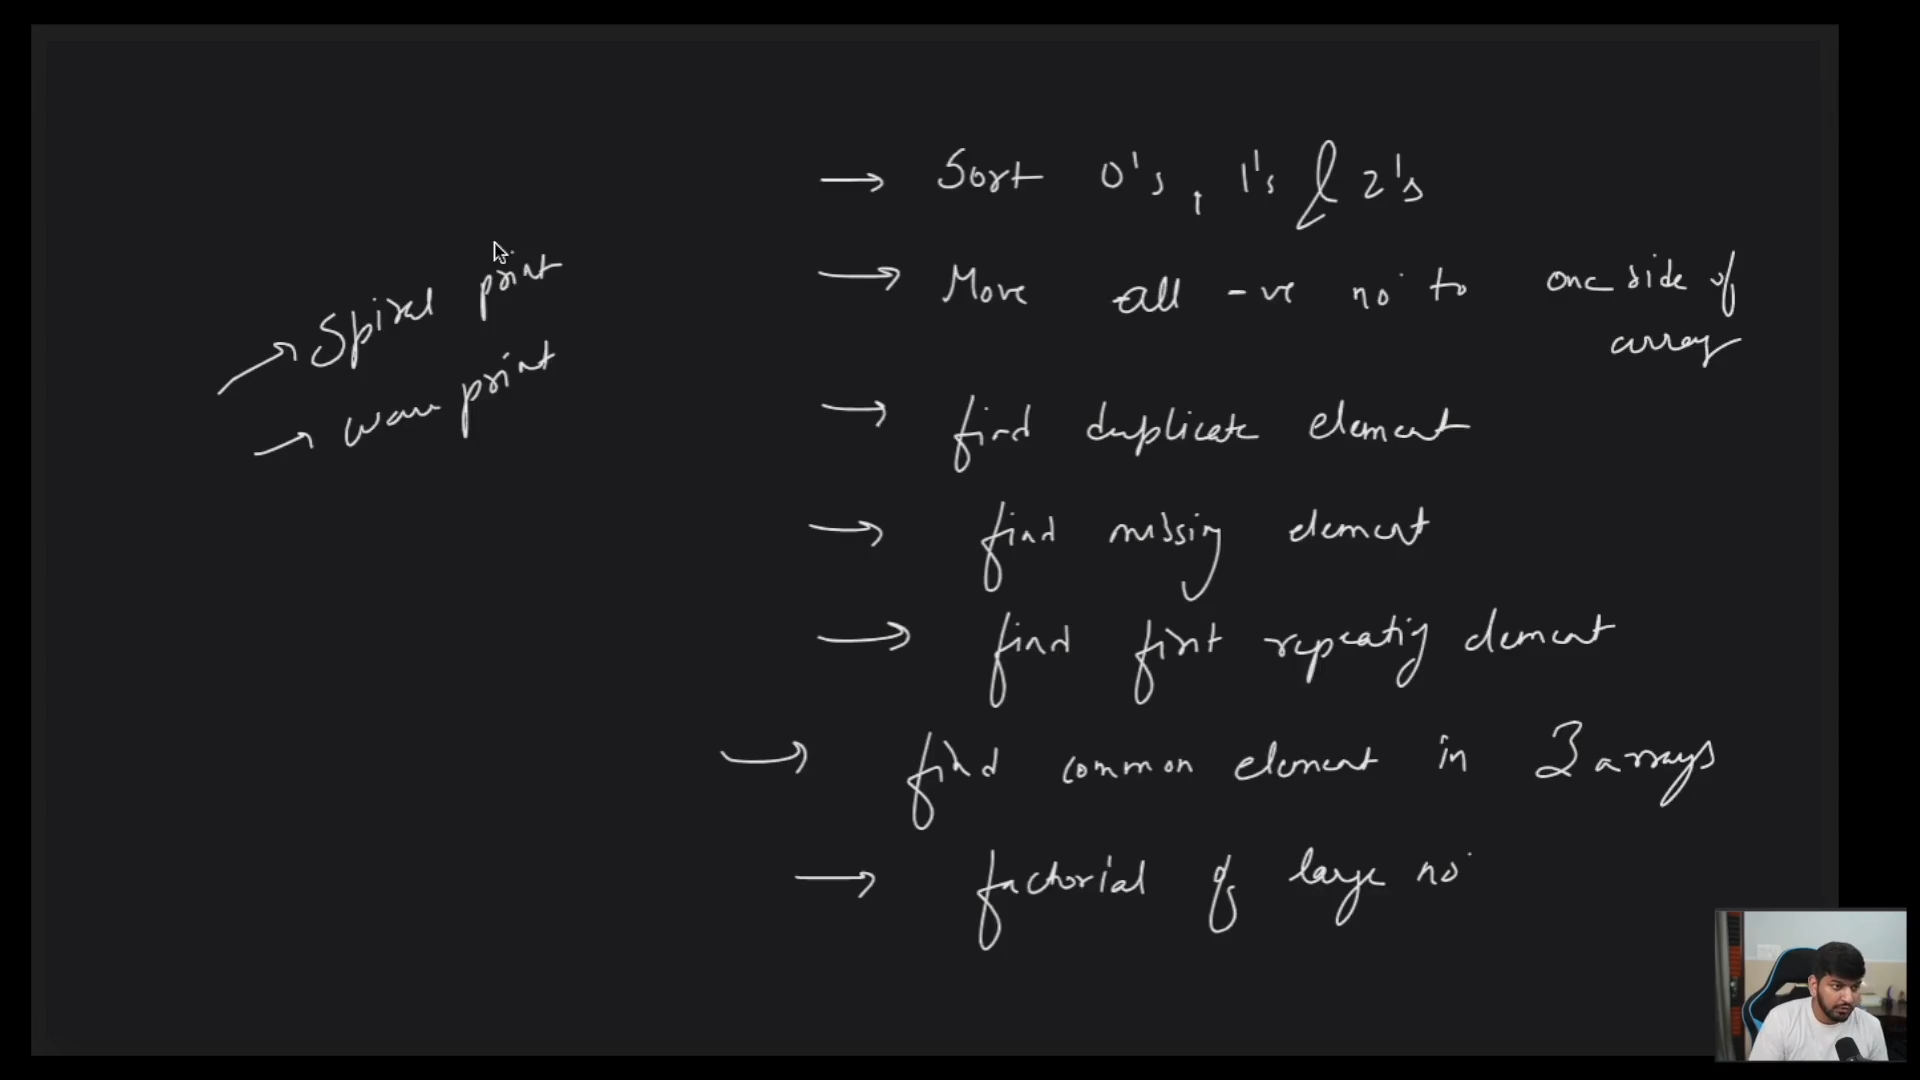 → Spiral print
→ wave print
→ Sort 0's, 1's & 2's
→ Move all -ve no. to one side of
array
→ find duplicate element
→ find missing element
→ find first repeating element
→ find common element in 3 arrays
→ factorial of large no.